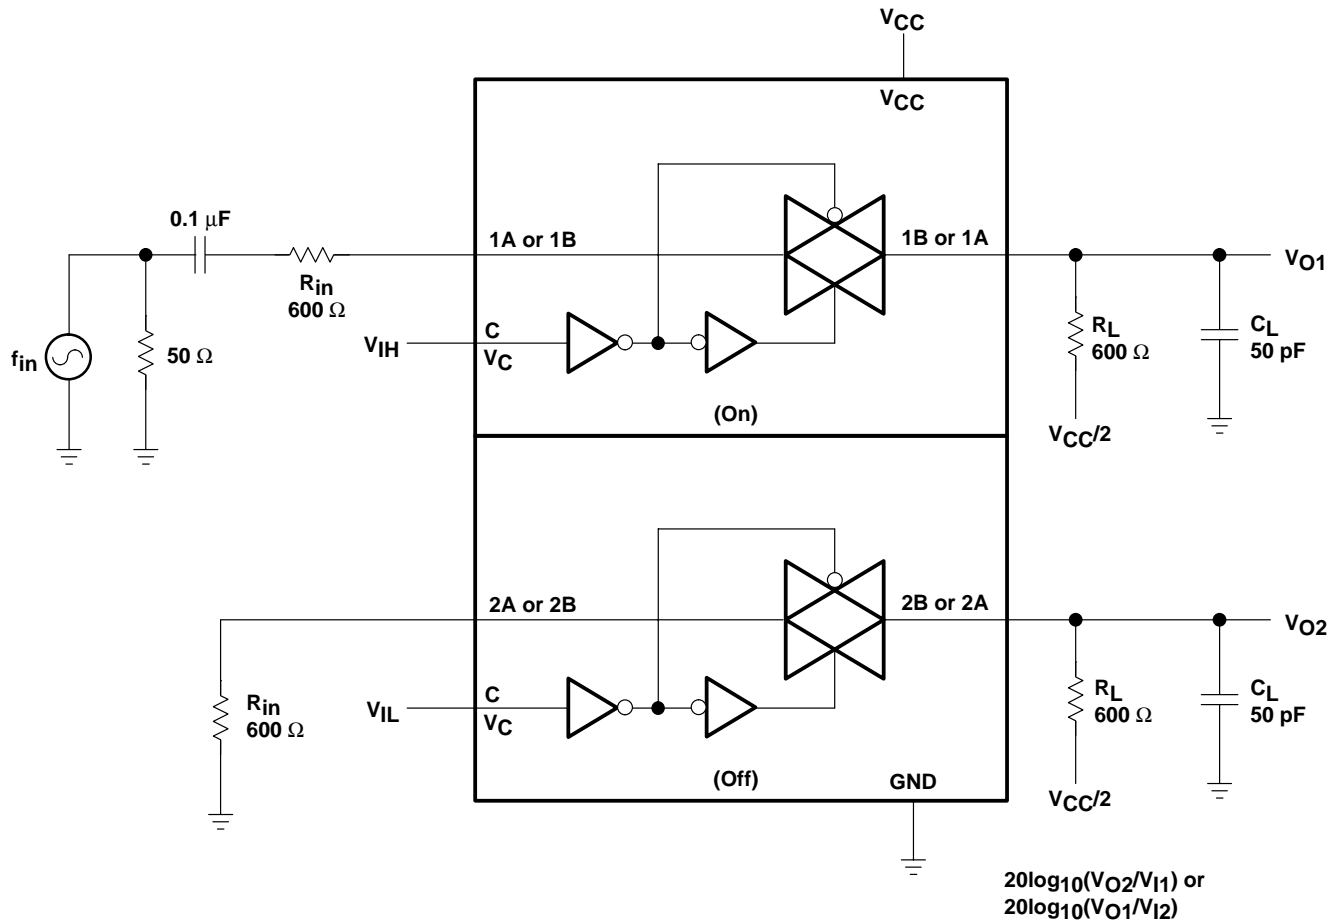 VCC
VCC
0.1 μF
1A or 1B
1B or 1A
VO1
Rin
600 Ω
VIH
C
VC
RL
600 Ω
CL
50 pF
fin
50 Ω
(On)
VCC/2
2A or 2B
2B or 2A
VO2
Rin
600 Ω
VIL
C
VC
RL
600 Ω
CL
50 pF
(Off)
GND
VCC/2
20log10(VO2/VI1) or
20log10(VO1/VI2)